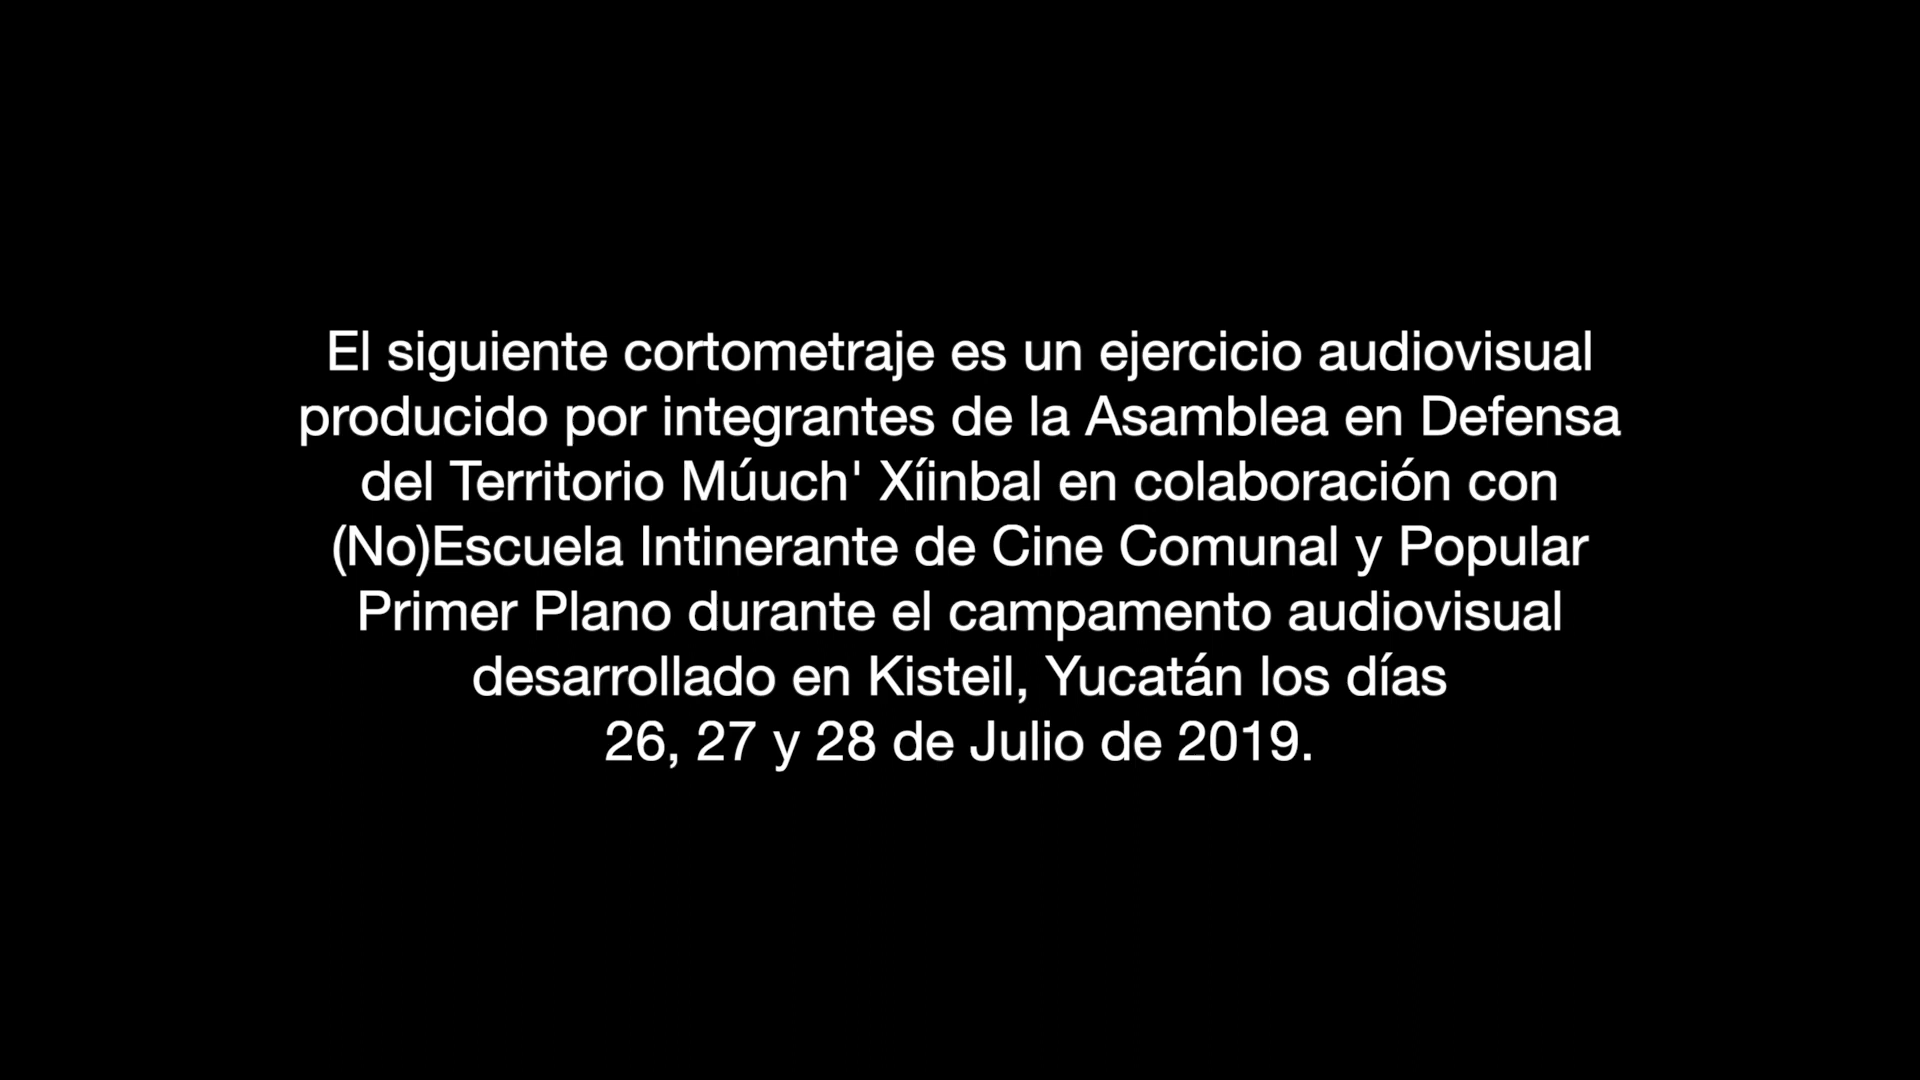 El siguiente cortometraje es un ejercicio audiovisual
producido por integrantes de la Asamblea en Defensa
del Territorio Múuch' Xíinbal en colaboración con
(No)Escuela Intinerante de Cine Comunal y Popular
Primer Plano durante el campamento audiovisual
desarrollado en Kisteil, Yucatán los días
26, 27 y 28 de Julio de 2019.